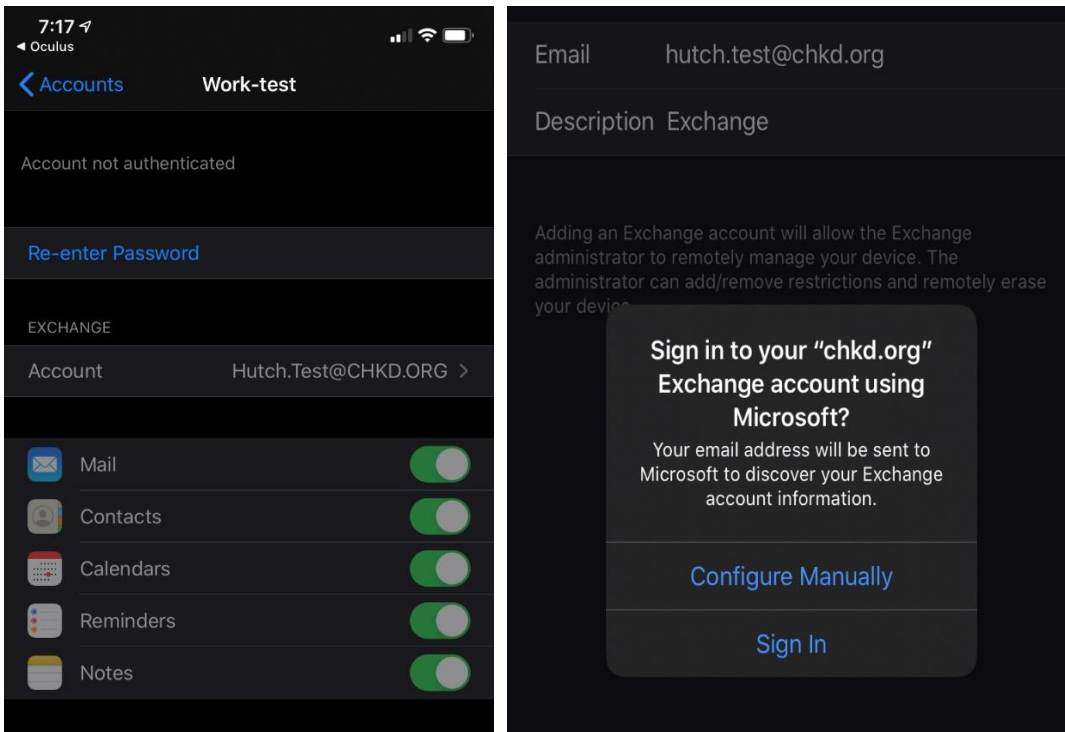 7:17
◀ Oculus
Accounts
Work-test
Account not authenticated
Re-enter Password
EXCHANGE
Account Hutch.Test@CHKD.ORG
Mail
Contacts
Calendars
Reminders
Notes
Email hutch.test@chkd.org
Description Exchange
Adding an Exchange account will allow the Exchange
administrator to remotely manage your device. The
administrator can add/remove restrictions and remotely erase
your device.
Sign in to your “chkd.org”
Exchange account using
Microsoft?
Your email address will be sent to
Microsoft to discover your Exchange
account information.
Configure Manually
Sign In